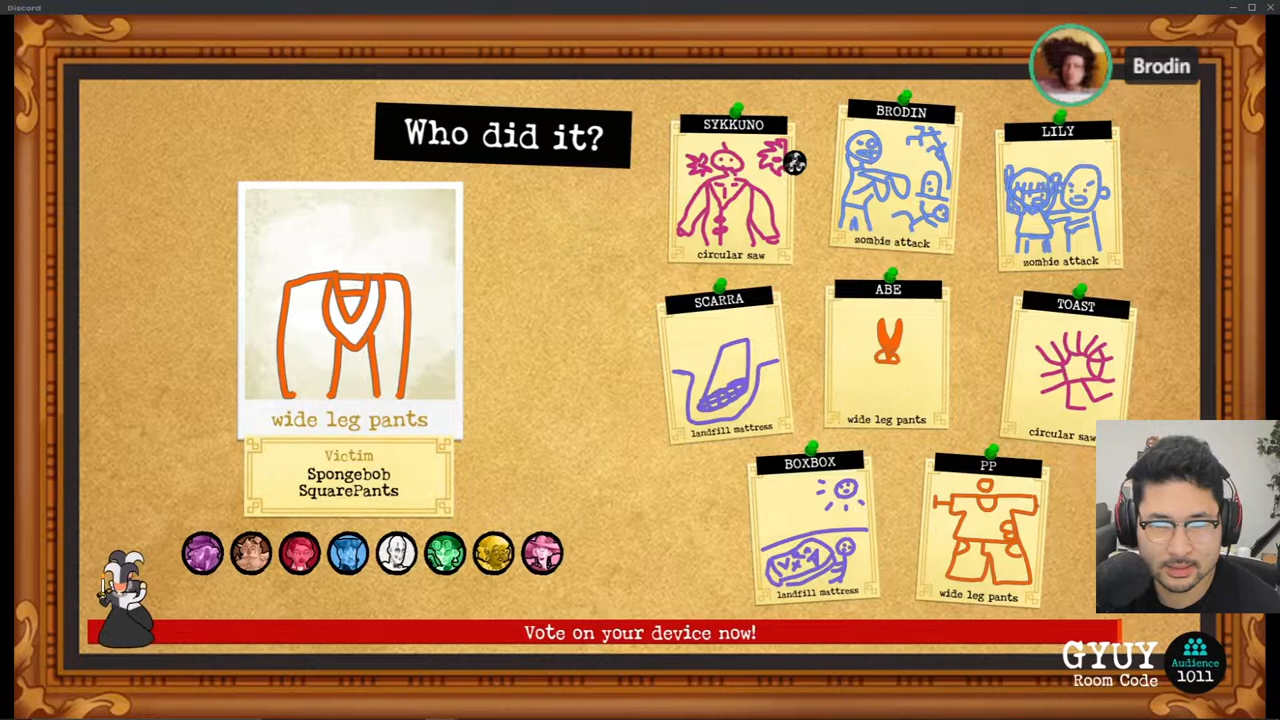 Discord
Brodin
Who did it?
wide leg pants
Victim
Spongebob
SquarePants
SYKKUNO
circular saw
BRODIN
zombie attack
LILY
zombie attack
SCARRA
landfill mattress
ABE
wide leg pants
TOAST
circular saw
BOXBOX
landfill mattress
PP
wide leg pants
Vote on your device now!
GYUY
Room Code
Audience
1011